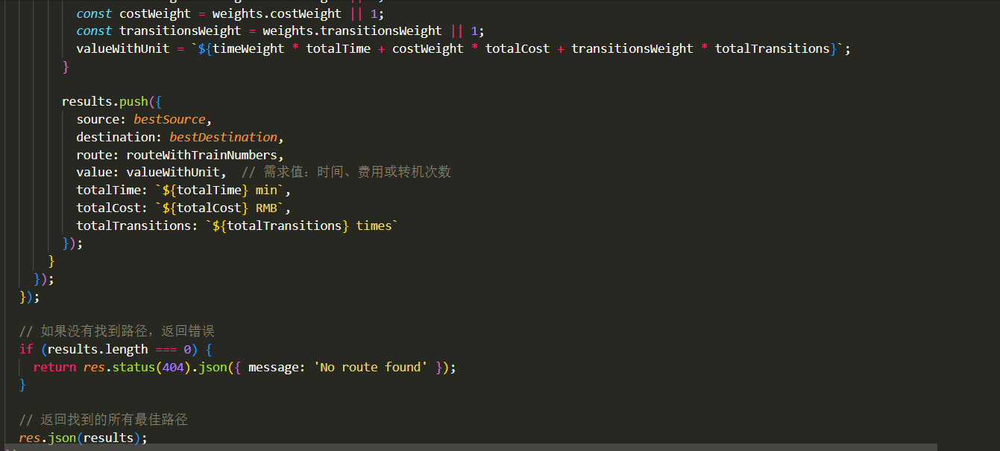 const costWeight = weights.costWeight || 1;
const transitionsWeight = weights.transitionsWeight || 1;
valueWithUnit = `${timeWeight * totalTime + costWeight * totalCost + transitionsWeight * totalTransitions}`;
}
results.push({
source: bestSource,
destination: bestDestination,
route: routeWithTrainNumbers,
value: valueWithUnit,  // 需求值：时间、费用或转机次数
totalTime: `${totalTime} min`,
totalCost: `${totalCost} RMB`,
totalTransitions: `${totalTransitions} times`
});
}
});
});
// 如果没有找到路径，返回错误
if (results.length === 0) {
return res.status(404).json({ message: 'No route found' });
}
// 返回找到的所有最佳路径
res.json(results);